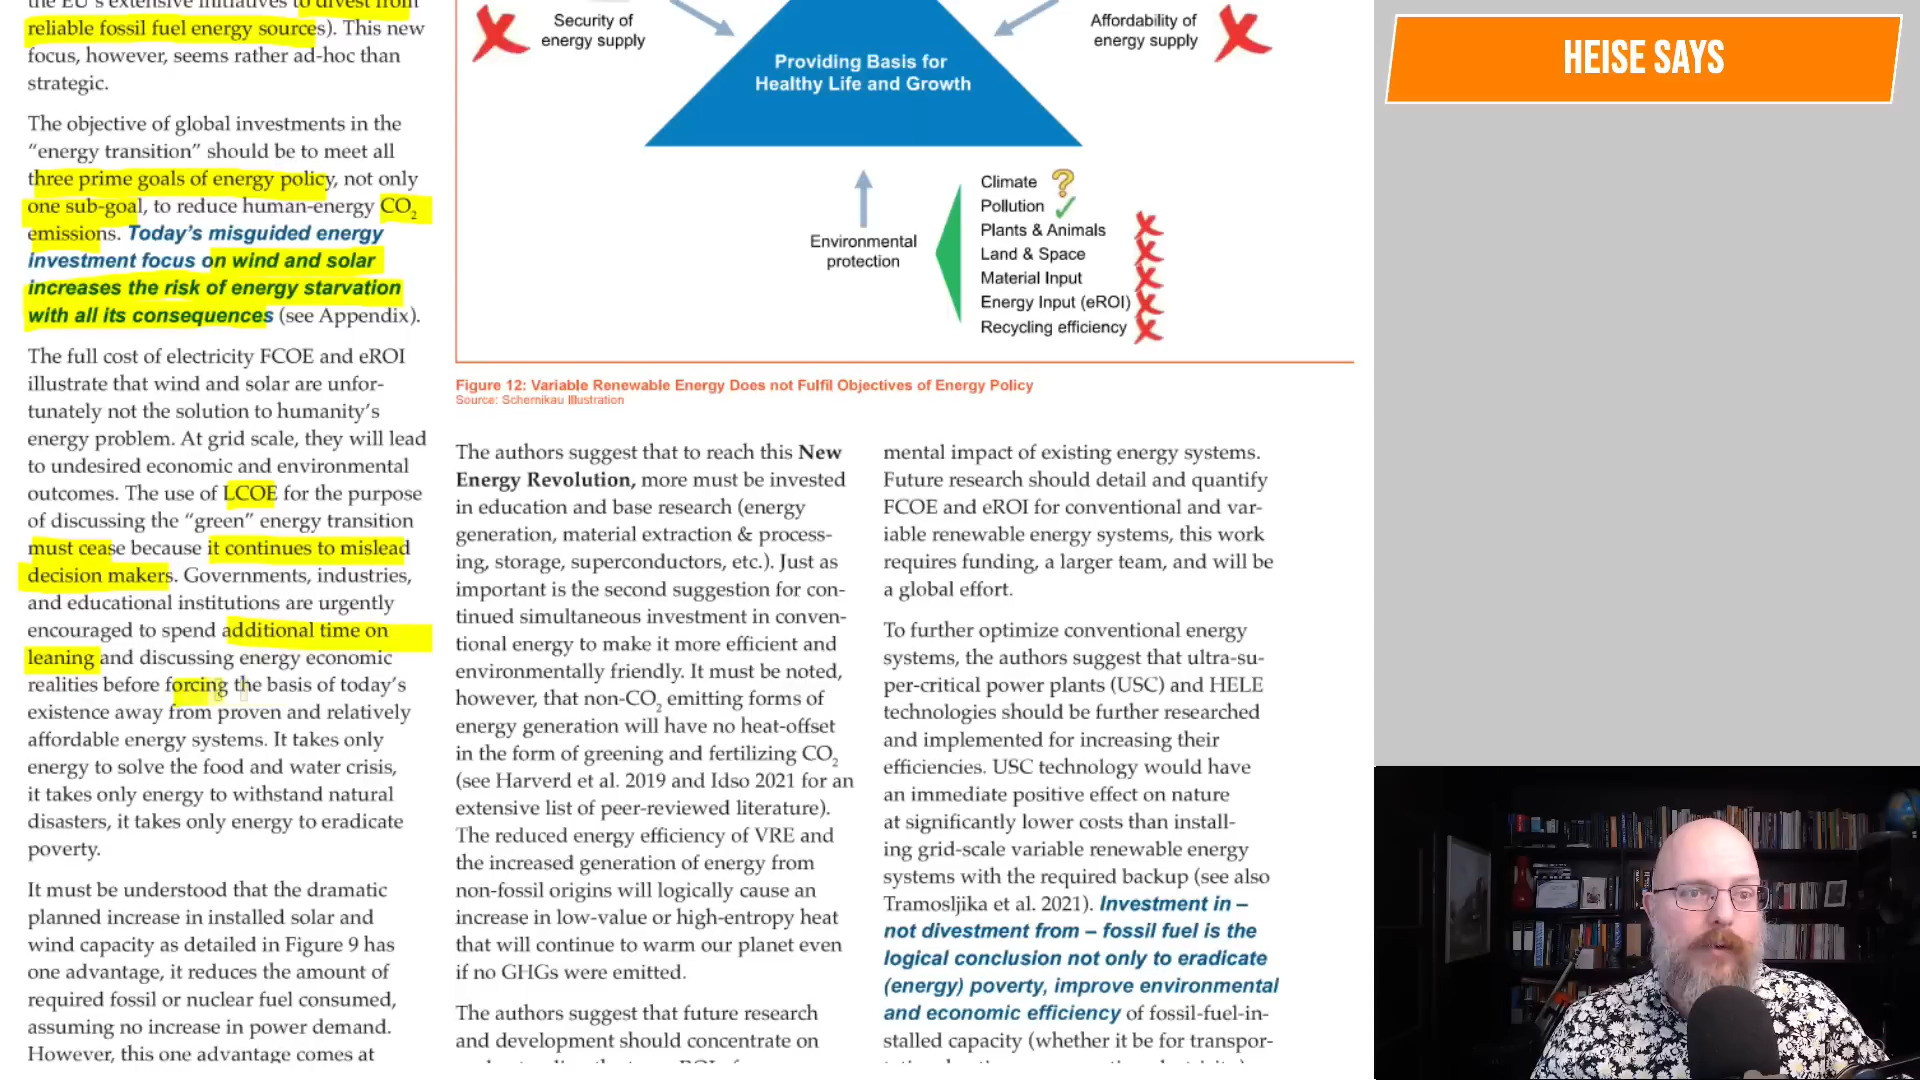 the EU's extensive initiatives to divest from
reliable fossil fuel energy sources). This new
focus, however, seems rather ad-hoc than
strategic.
The objective of global investments in the
“energy transition” should be to meet all
three prime goals of energy policy, not only
one sub-goal, to reduce human-energy CO2
emissions. Today’s misguided energy
investment focus on wind and solar
increases the risk of energy starvation
with all its consequences (see Appendix).
The full cost of electricity FCOE and eROI
illustrate that wind and solar are unfor-
tunately not the solution to humanity’s
energy problem. At grid scale, they will lead
to undesired economic and environmental
outcomes. The use of LCOE for the purpose
of discussing the “green” energy transition
must cease because it continues to mislead
decision makers. Governments, industries,
and educational institutions are urgently
encouraged to spend additional time on
leaning and discussing energy economic
realities before forcing the basis of today’s
existence away from proven and relatively
affordable energy systems. It takes only
energy to solve the food and water crisis,
it takes only energy to withstand natural
disasters, it takes only energy to eradicate
poverty.
It must be understood that the dramatic
planned increase in installed solar and
wind capacity as detailed in Figure 9 has
one advantage, it reduces the amount of
required fossil or nuclear fuel consumed,
assuming no increase in power demand.
However, this one advantage comes at
Security of
energy supply
Affordability of
energy supply
Providing Basis for
Healthy Life and Growth
Environmental
protection
Climate
Pollution
Plants & Animals
Land & Space
Material Input
Energy Input (eROI)
Recycling efficiency
Figure 12: Variable Renewable Energy Does not Fulfil Objectives of Energy Policy
Source: Schernikau Illustration
The authors suggest that to reach this New
Energy Revolution, more must be invested
in education and base research (energy
generation, material extraction & process-
ing, storage, superconductors, etc.). Just as
important is the second suggestion for con-
tinued simultaneous investment in conven-
tional energy to make it more efficient and
environmentally friendly. It must be noted,
however, that non-CO2 emitting forms of
energy generation will have no heat-offset
in the form of greening and fertilizing CO2
(see Harverd et al. 2019 and Idso 2021 for an
extensive list of peer-reviewed literature).
The reduced energy efficiency of VRE and
the increased generation of energy from
non-fossil origins will logically cause an
increase in low-value or high-entropy heat
that will continue to warm our planet even
if no GHGs were emitted.
The authors suggest that future research
and development should concentrate on
mental impact of existing energy systems.
Future research should detail and quantify
FCOE and eROI for conventional and var-
iable renewable energy systems, this work
requires funding, a larger team, and will be
a global effort.
To further optimize conventional energy
systems, the authors suggest that ultra-su-
per-critical power plants (USC) and HELE
technologies should be further researched
and implemented for increasing their
efficiencies. USC technology would have
an immediate positive effect on nature
at significantly lower costs than install-
ing grid-scale variable renewable energy
systems with the required backup (see also
Tramosljika et al. 2021). Investment in –
not divestment from – fossil fuel is the
logical conclusion not only to eradicate
(energy) poverty, improve environmental
and economic efficiency of fossil-fuel-in-
stalled capacity (whether it be for transpor-
HEISE SAYS